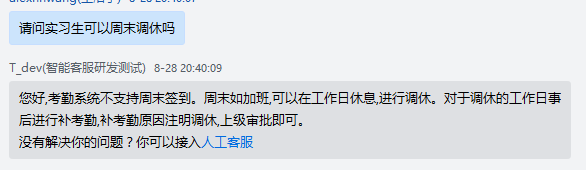 请问实习生可以周末调休吗
T_dev(智能客服研发测试) 8-28 20:40:09
您好,考勤系统不支持周末签到。周末如加班,可以在工作日休息,进行调休。对于调休的工作日事
后进行补考勤,补考勤原因注明调休,上级审批即可。
没有解决你的问题？你可以接入人工客服